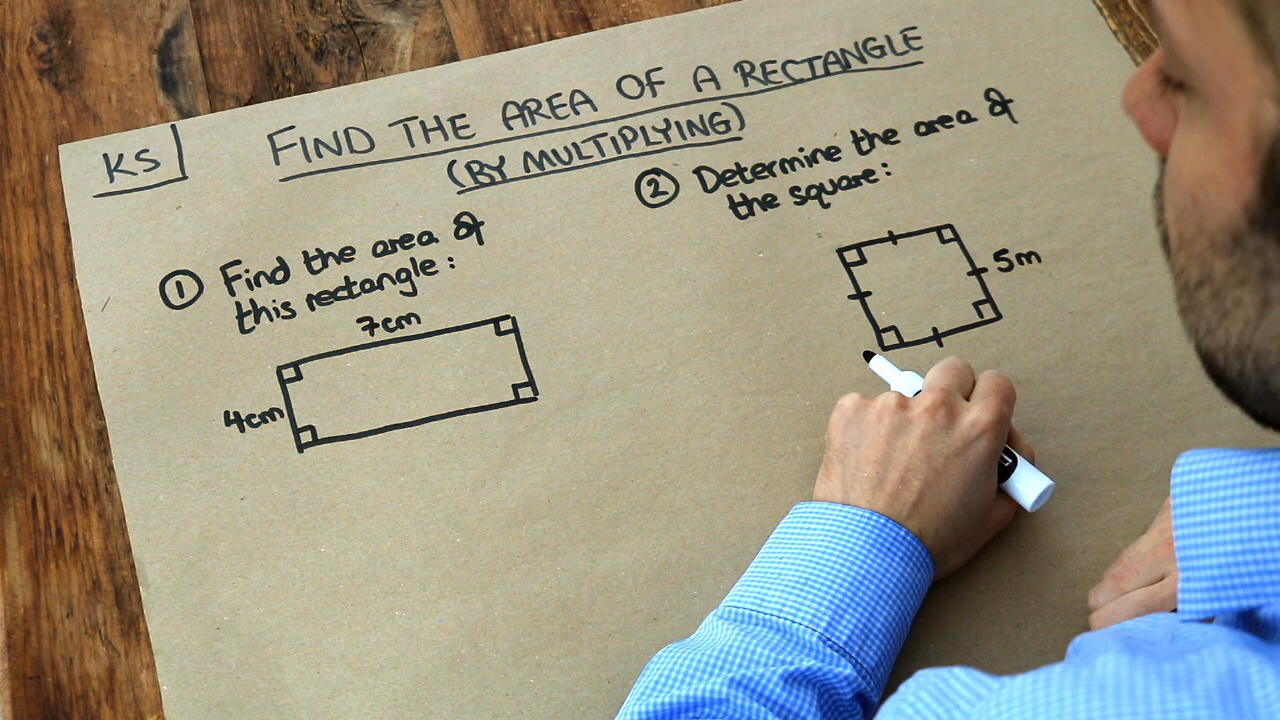 KS
FIND THE AREA OF A RECTANGLE
(BY MULTIPLYING)
① Find the area of
this rectangle:
7cm
4cm
② Determine the area of
the square:
5m